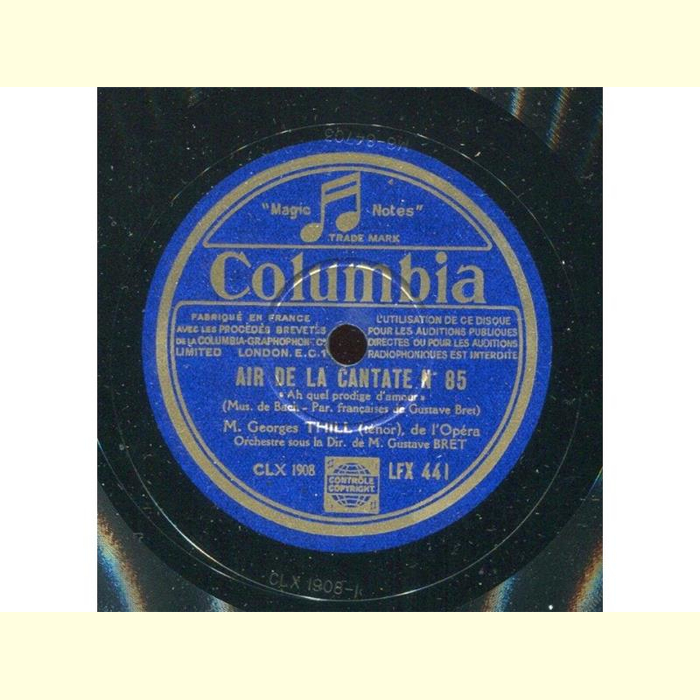 "Magic Notes"
TRADE MARK
Columbia
FABRIQUÉ EN FRANCE
AVEC LES PROCÉDÉS BREVETÉS
DE LA COLUMBIA-GRAPHOPHONE Cº
LIMITED LONDON. E.C.1
L'UTILISATION DE CE DISQUE
POUR LES AUDITIONS PUBLIQUES
DIRECTES OU POUR LES AUDITIONS
RADIOPHONIQUES EST INTERDITE
AIR DE LA CANTATE Nº 85
« Ah quel prodige d'amour »
(Mus. de Bach - Par. françaises de Gustave Bret)
M. Georges THILL (ténor), de l'Opéra
Orchestre sous la Dir. de M. Gustave BRET
CLX 1908 LFX 441
CONTRÔLE
COPYRIGHT
CLX 1908-1